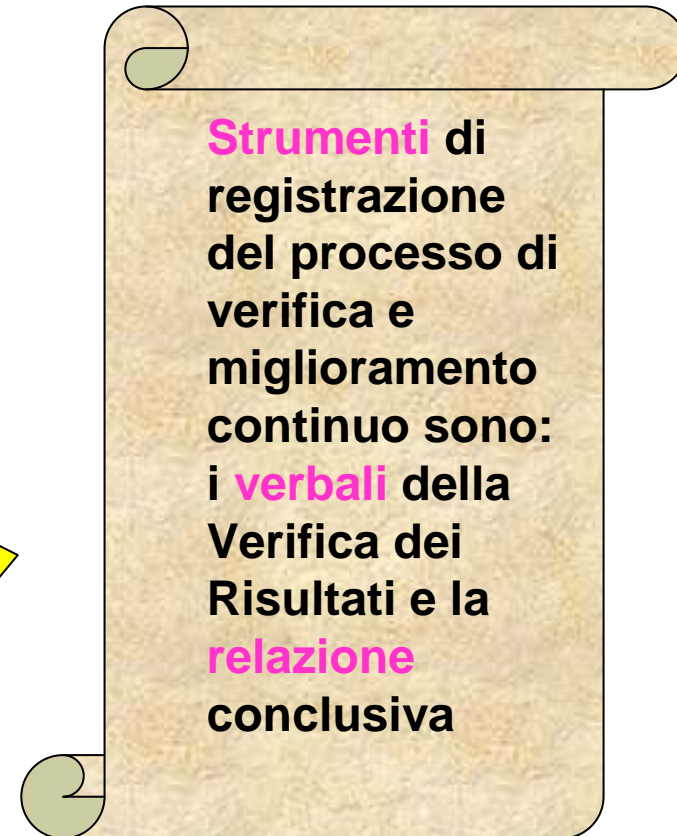 Strumenti di
registrazione
del processo di
verifica e
miglioramento
continuo sono:
i verbali della
Verifica dei
Risultati e la
relazione
conclusiva